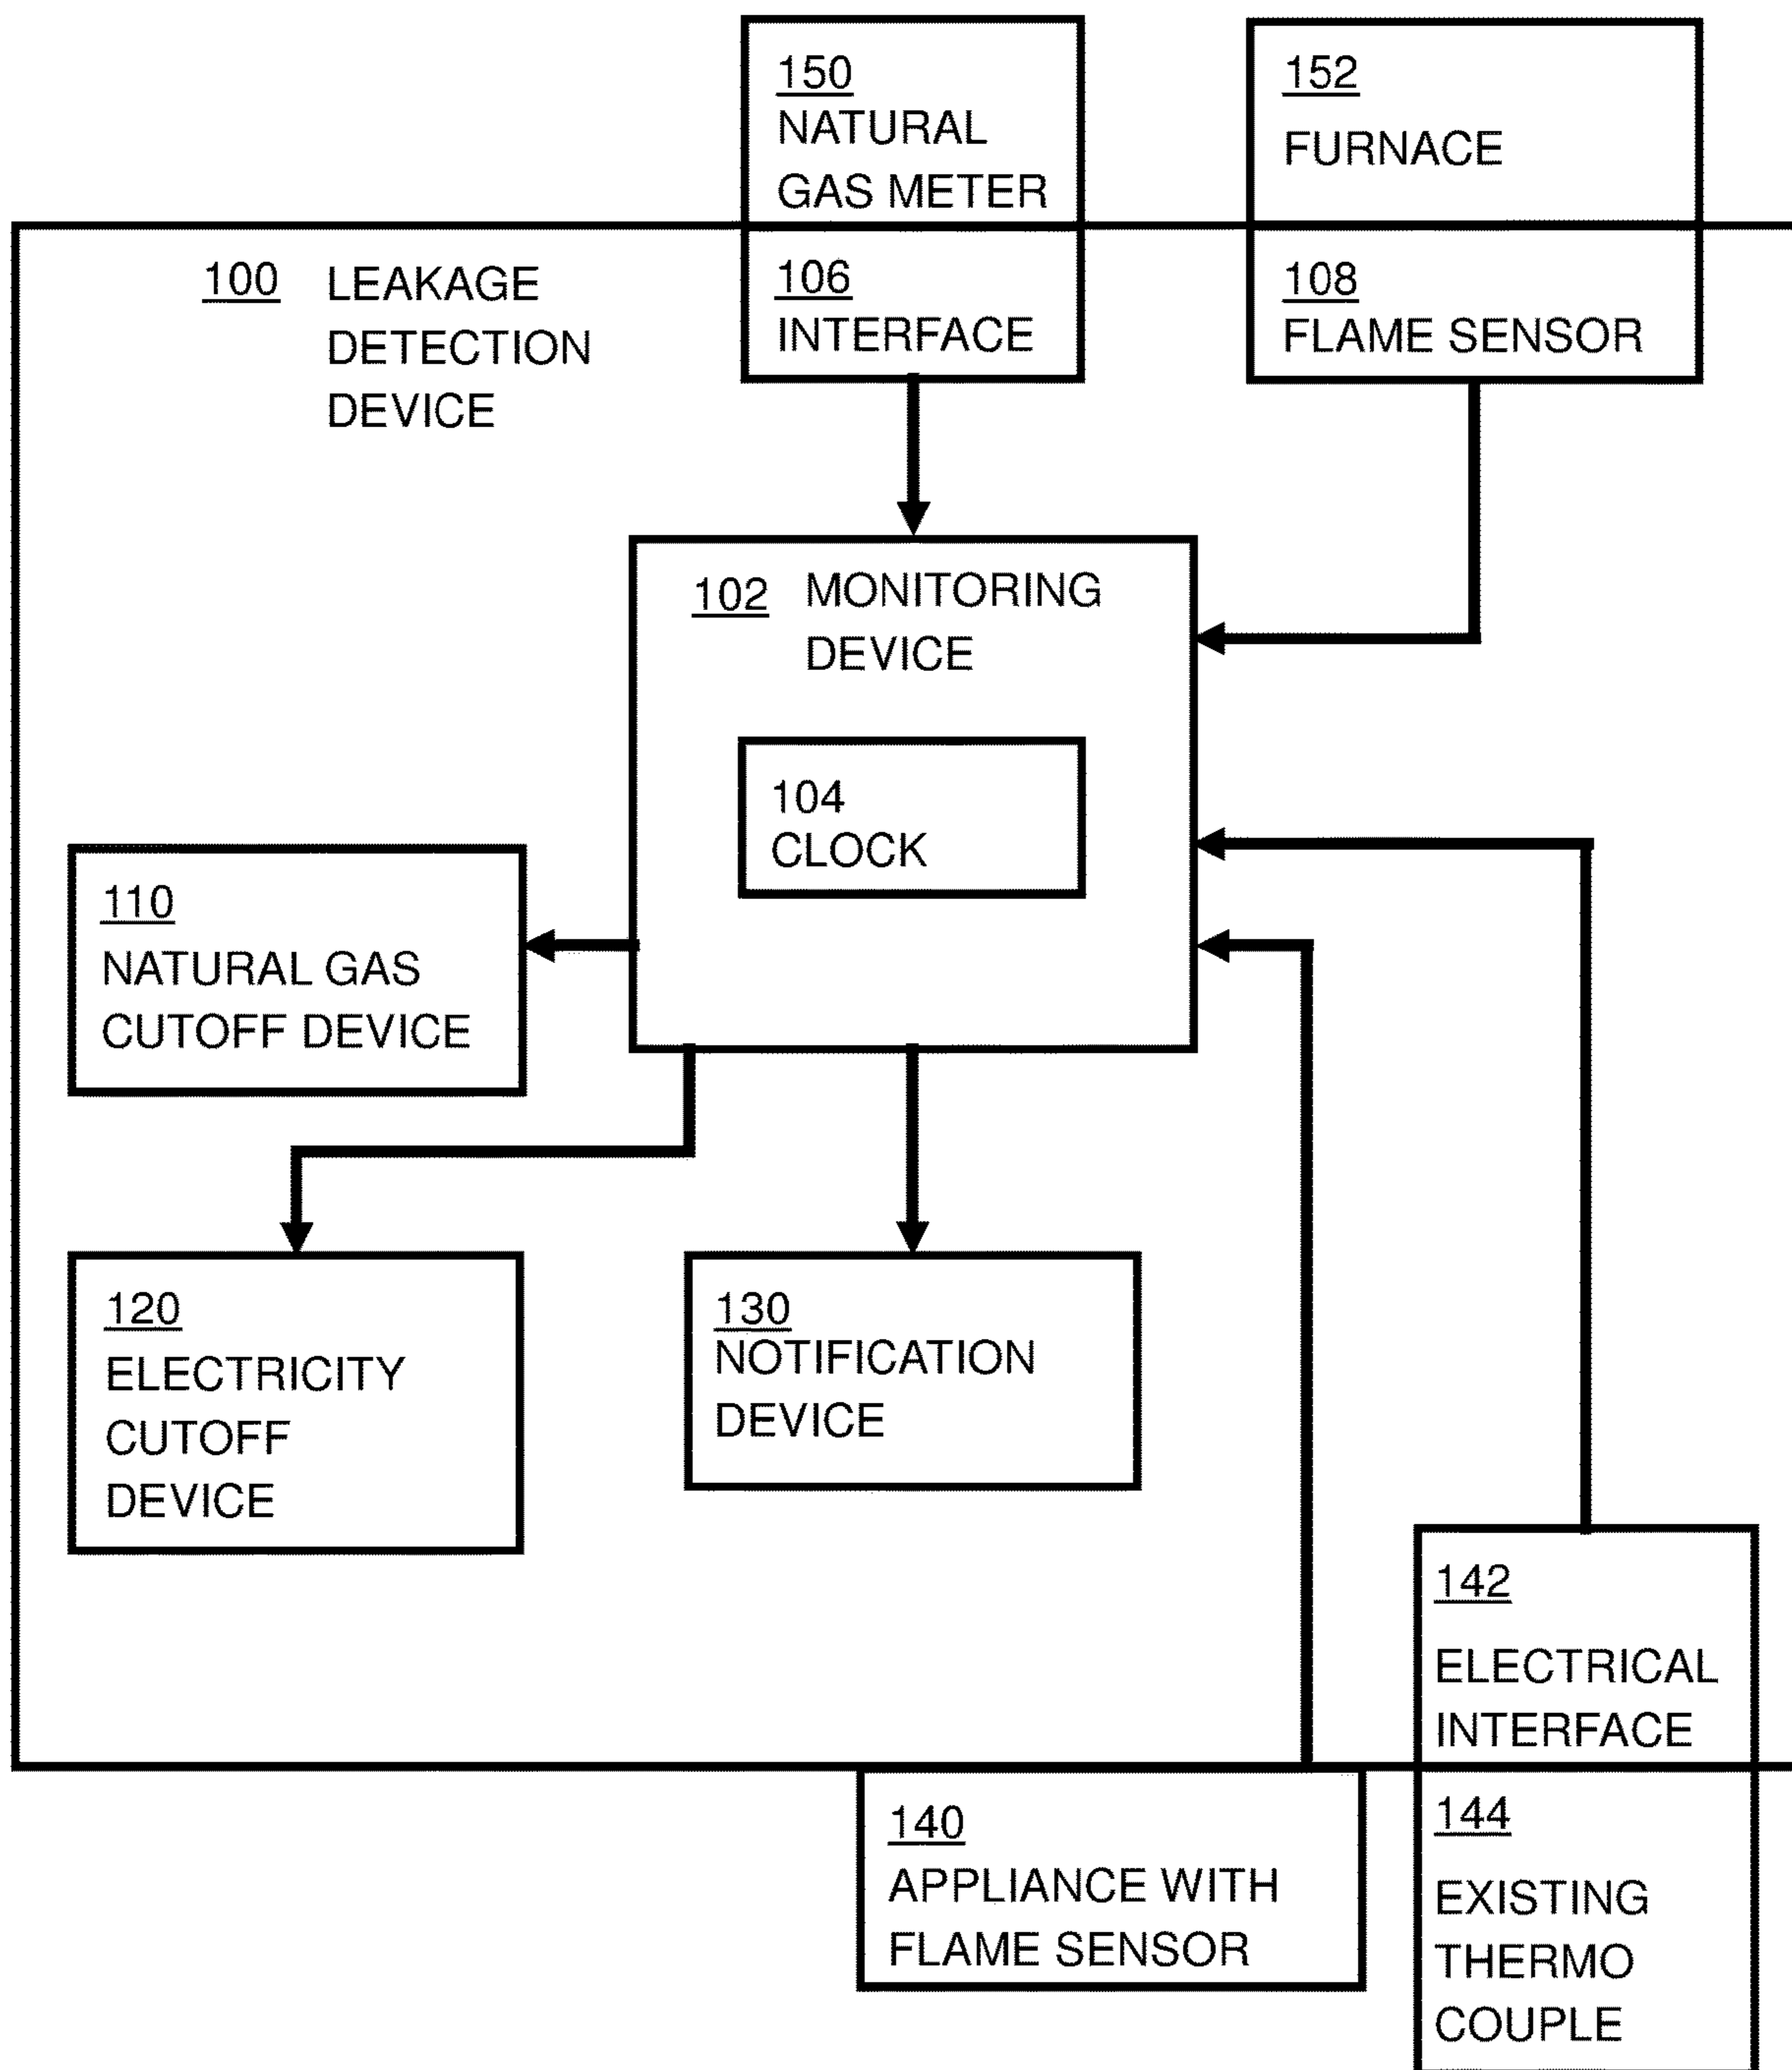 150
NATURAL
GAS METER
152
FURNACE
100 LEAKAGE
DETECTION
DEVICE
106
INTERFACE
108
FLAME SENSOR
102 MONITORING
DEVICE
104
CLOCK
110
NATURAL GAS
CUTOFF DEVICE
120
ELECTRICITY
CUTOFF
DEVICE
130
NOTIFICATION
DEVICE
142
ELECTRICAL
INTERFACE
140
APPLIANCE WITH
FLAME SENSOR
144
EXISTING
THERMO
COUPLE